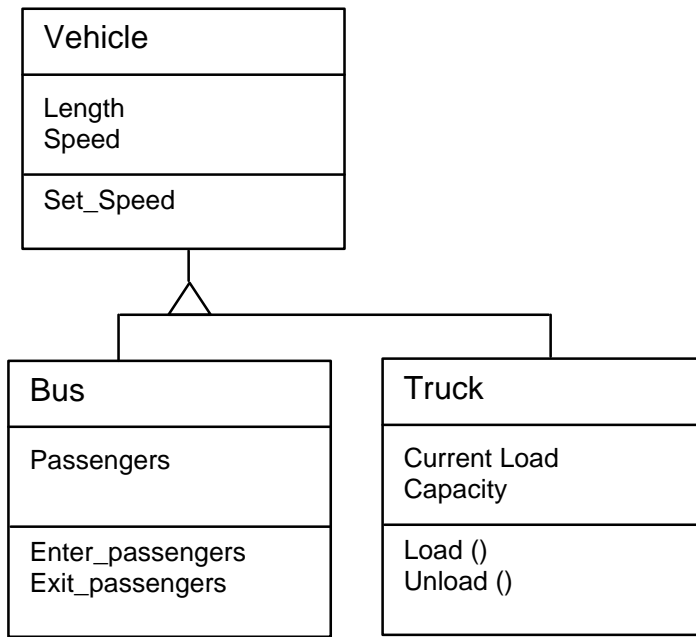 Vehicle
Length
Speed
Set_Speed
Bus
Passengers
Enter_passengers
Exit_passengers
Truck
Current Load
Capacity
Load ()
Unload ()